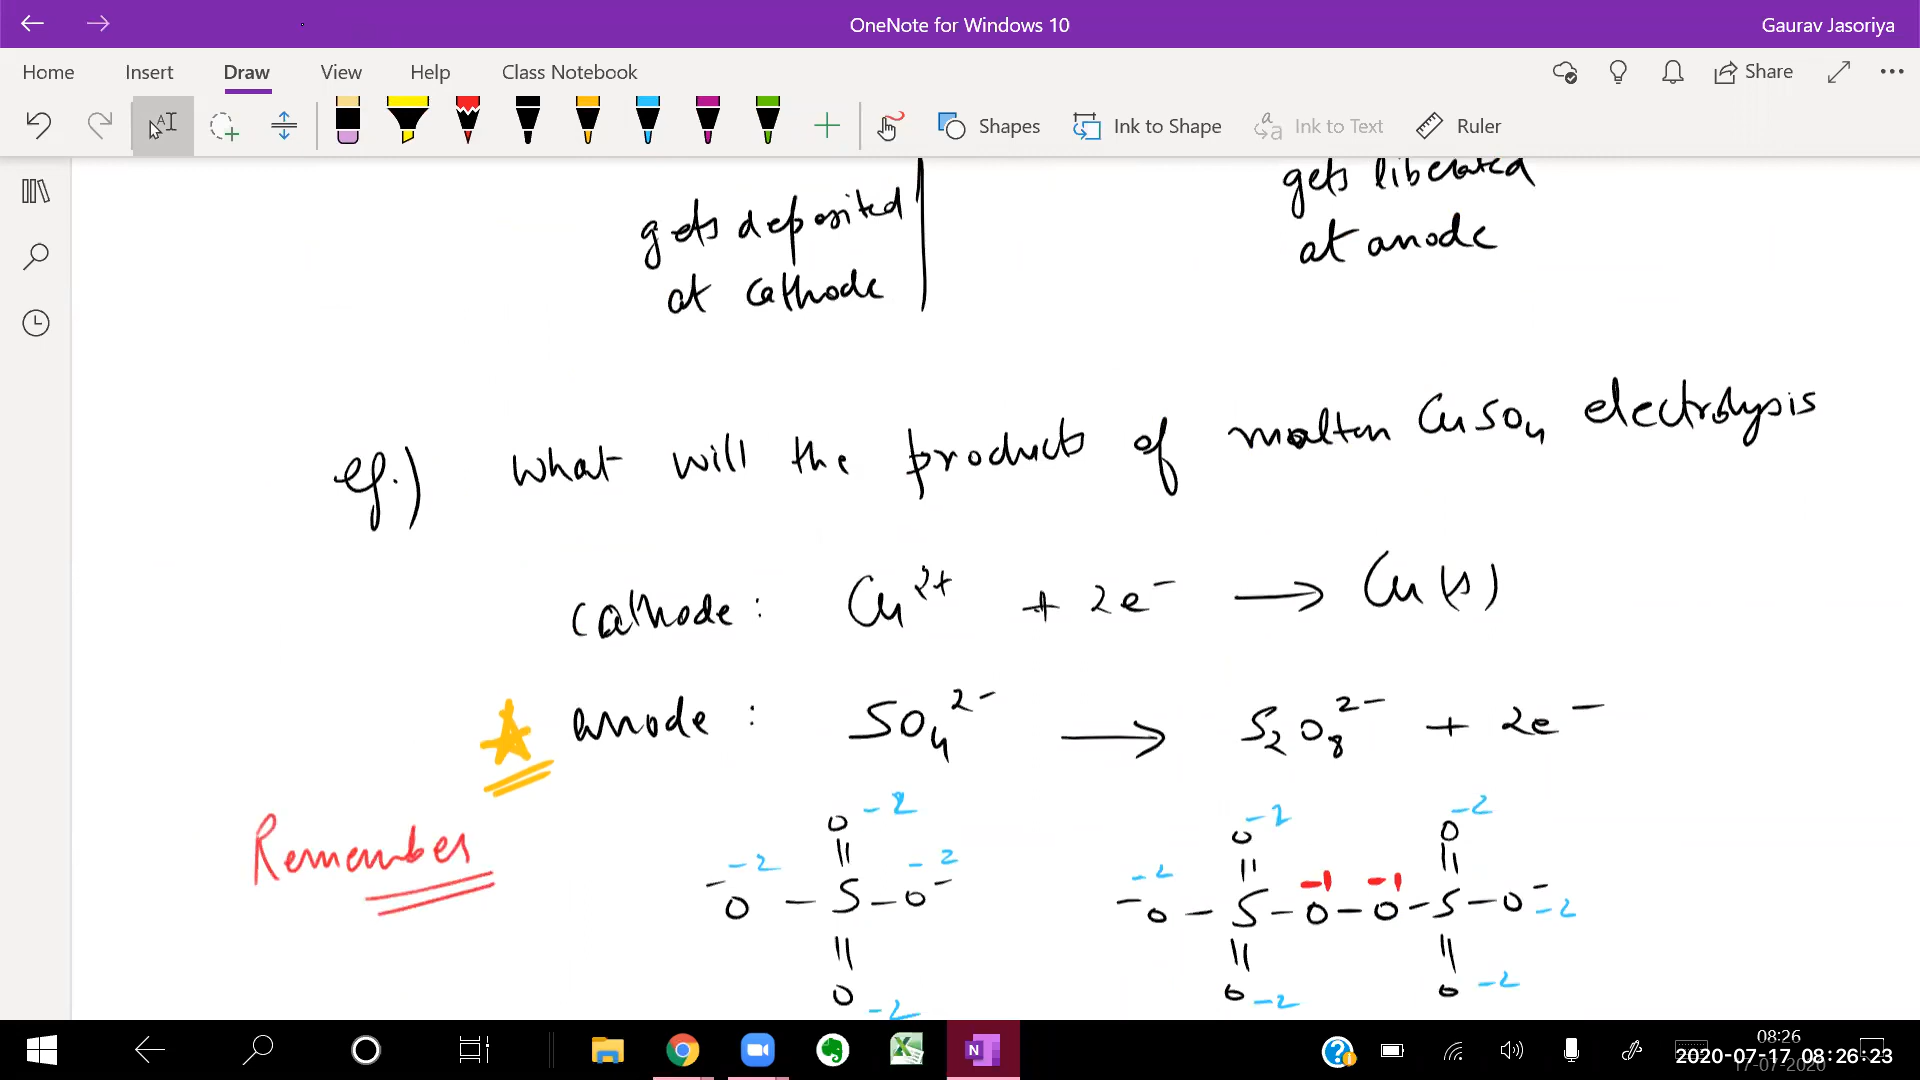 OneNote for Windows 10
Gaurav Jasoriya
Home Insert Draw View Help Class Notebook
Share
Shapes Ink to Shape Ink to Text Ruler
gets deposited
at cathode
gets liberated
at anode
eg.) What will the products of molten CuSO₄ electrolysis
cathode : Cu²⁺ + 2e⁻ → Cu(s)
anode : SO₄²⁻ → S₂O₈²⁻ + 2e⁻
Remember
O -2
-2 -2
⁻O - S - O⁻
O -2
O -2 O -2
-2 -1 -1
⁻O - S - O - O - S - O⁻ -2
O -2 O -2
08:26
2020-07-17 08:26:23
17-07-2020